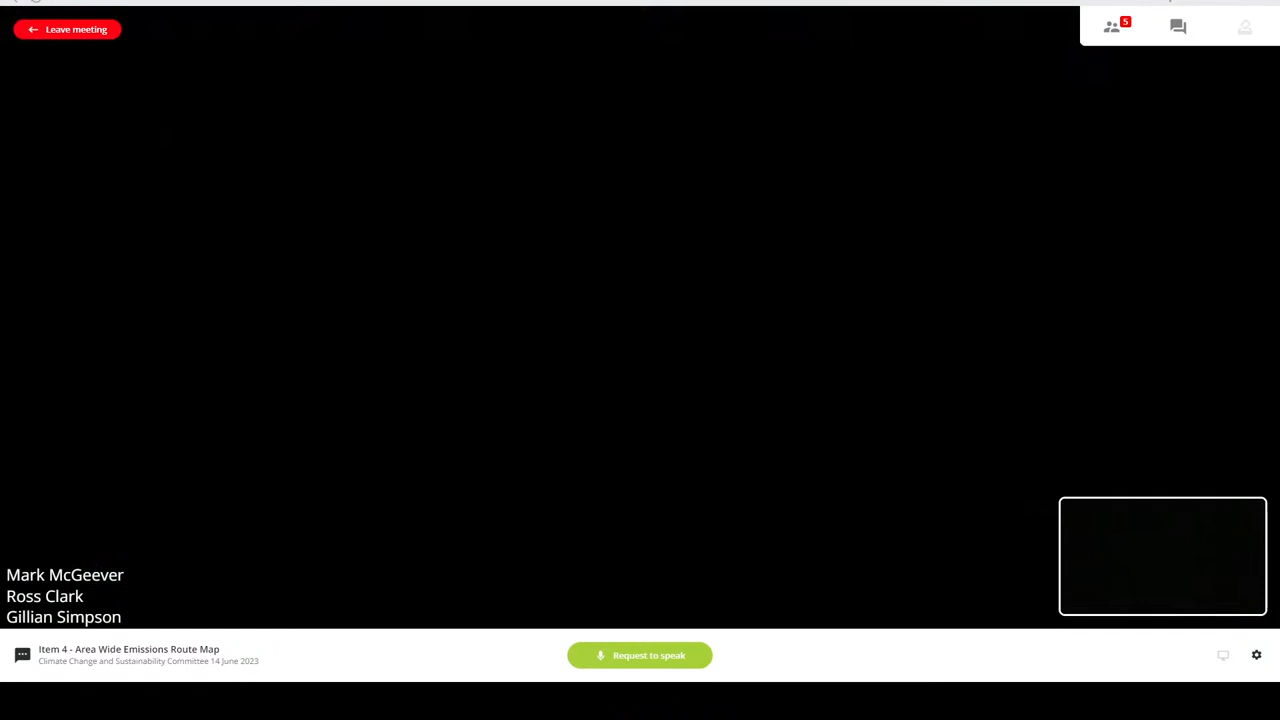 Leave meeting
5
Mark McGeever
Ross Clark
Gillian Simpson
Item 4 - Area Wide Emissions Route Map
Climate Change and Sustainability Committee 14 June 2023
Request to speak